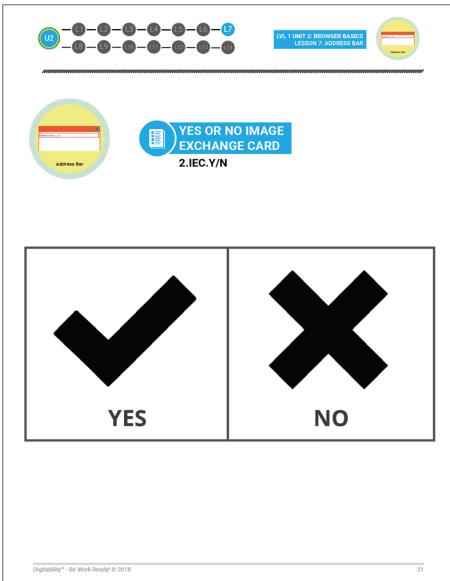 U2
L1 L2 L3 L4 L5 L6 L7
L8 L9 L10 L11 L12 L13 L14
LVL 1 UNIT 2: BROWSER BASICS
LESSON 7: ADDRESS BAR
Address Bar
Address Bar
YES OR NO IMAGE
EXCHANGE CARD
2.IEC.Y/N
YES
NO
Digitability™ - Be Work Ready! © 2018
21